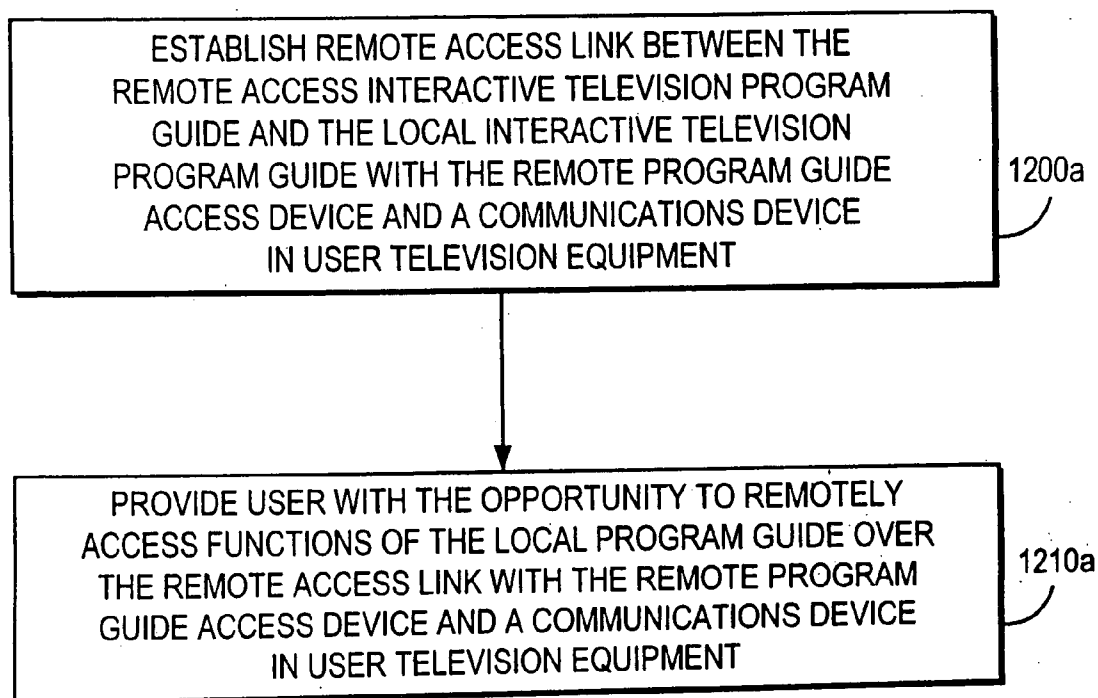 ESTABLISH REMOTE ACCESS LINK BETWEEN THE
REMOTE ACCESS INTERACTIVE TELEVISION PROGRAM
GUIDE AND THE LOCAL INTERACTIVE TELEVISION
PROGRAM GUIDE WITH THE REMOTE PROGRAM GUIDE
ACCESS DEVICE AND A COMMUNICATIONS DEVICE
IN USER TELEVISION EQUIPMENT
1200a
PROVIDE USER WITH THE OPPORTUNITY TO REMOTELY
ACCESS FUNCTIONS OF THE LOCAL PROGRAM GUIDE OVER
THE REMOTE ACCESS LINK WITH THE REMOTE PROGRAM
GUIDE ACCESS DEVICE AND A COMMUNICATIONS DEVICE
IN USER TELEVISION EQUIPMENT
1210a